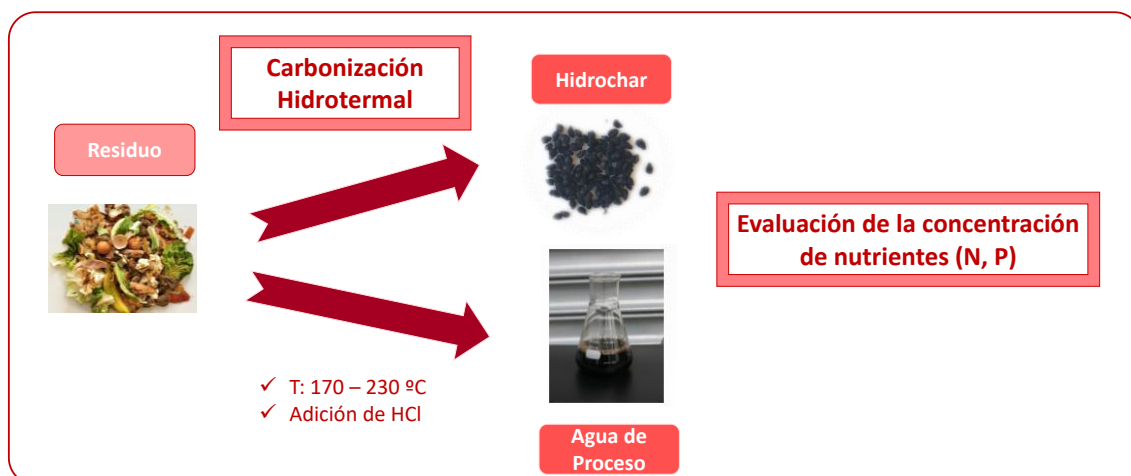 Carbonización
Hidrotermal
Residuo
Hidrochar
Evaluación de la concentración
de nutrientes (N, P)
✓ T: 170 – 230 ºC
✓ Adición de HCl
Agua de
Proceso